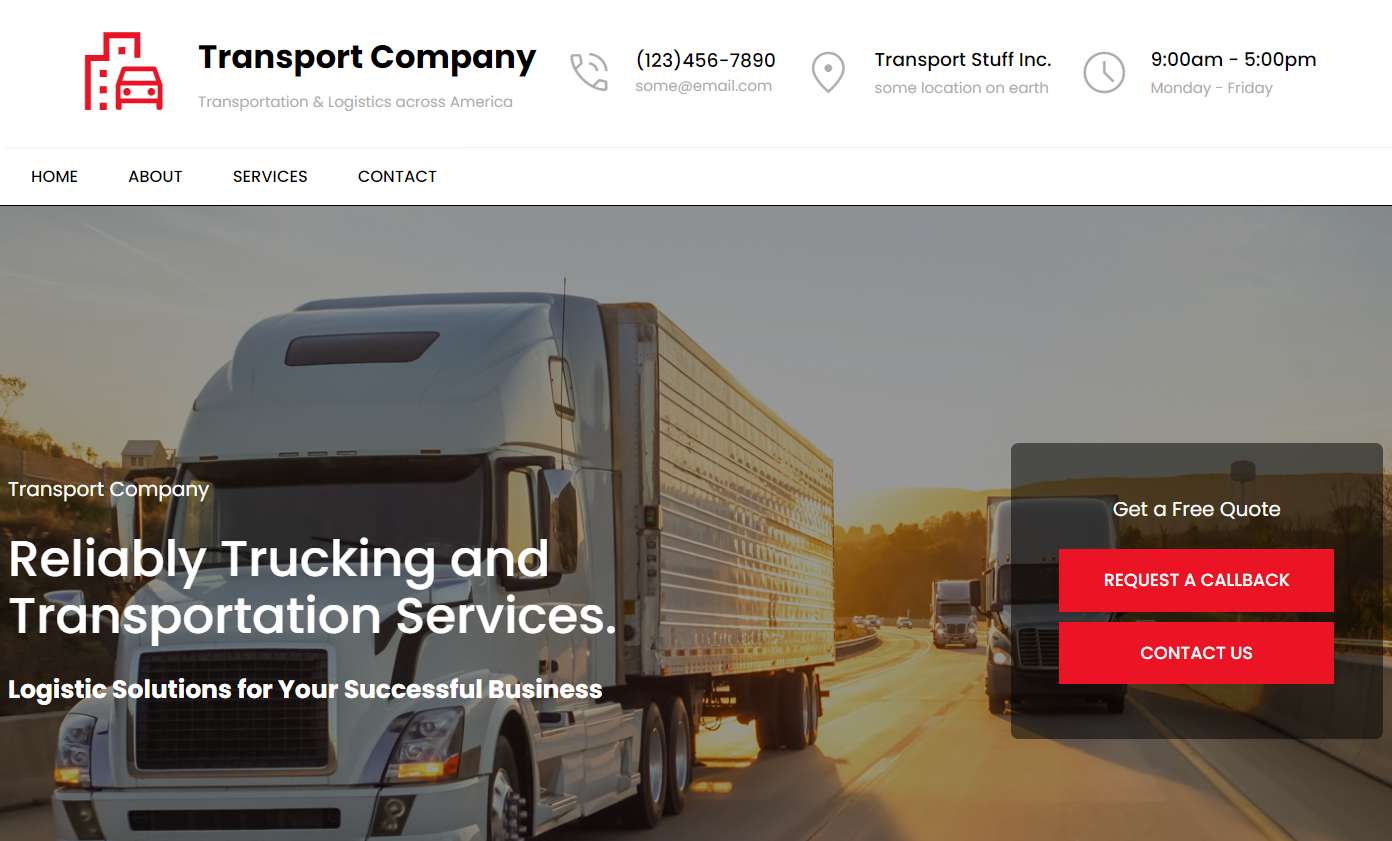 Transport Company
Transportation & Logistics across America
(123)456-7890
some@email.com
Transport Stuff Inc.
some location on earth
9:00am - 5:00pm
Monday - Friday
HOME ABOUT SERVICES CONTACT
Transport Company
Reliably Trucking and
Transportation Services.
Logistic Solutions for Your Successful Business
Get a Free Quote
REQUEST A CALLBACK
CONTACT US